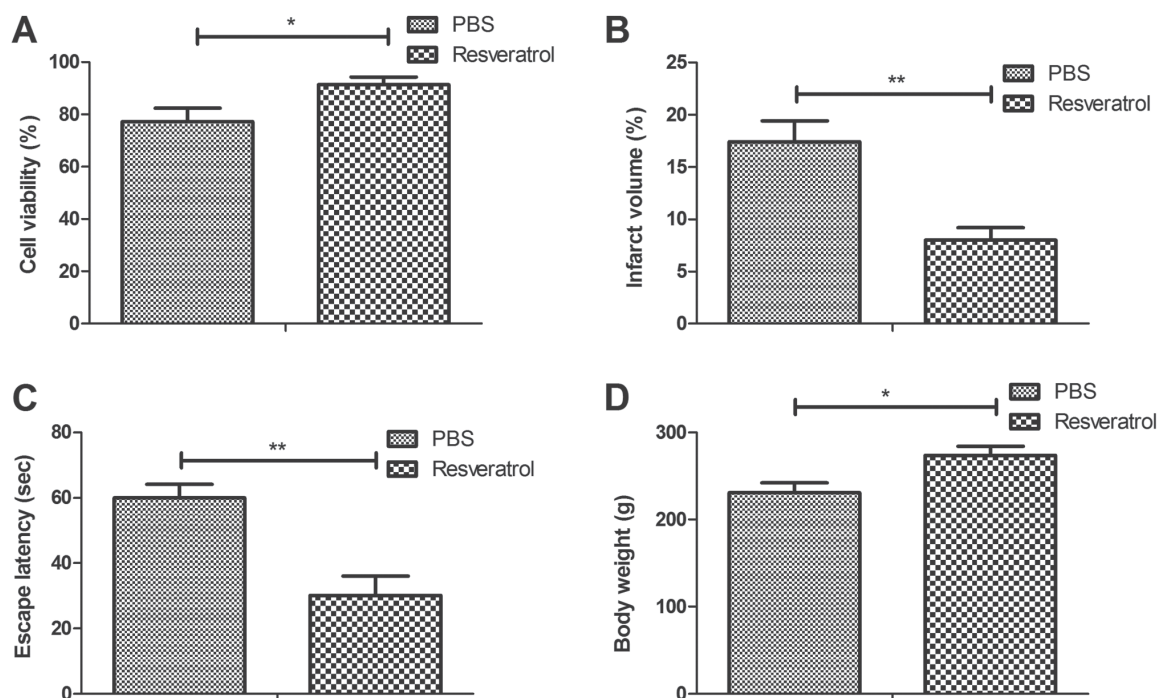 A
*
PBS
Resveratrol
Cell viability (%)
100
80
60
40
20
0
B
**
PBS
Resveratrol
Infarct volume (%)
25
20
15
10
5
0
C
**
PBS
Resveratrol
Escape latency (sec)
80
60
40
20
0
D
*
PBS
Resveratrol
Body weight (g)
300
200
100
0